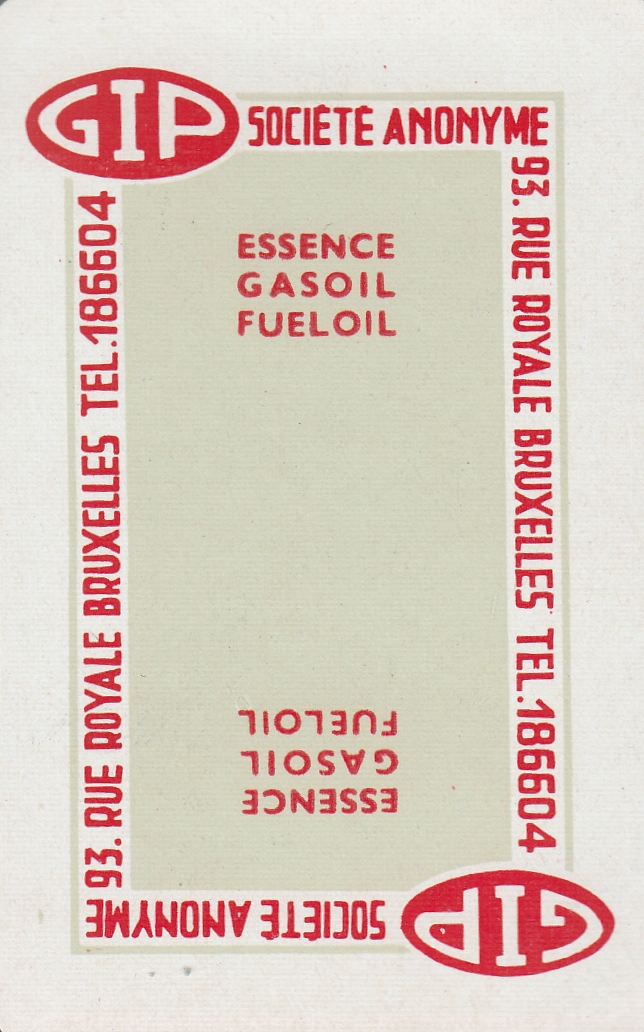 GIP SOCIÉTÉ ANONYME
93. RUE ROYALE BRUXELLES TEL.186604
ESSENCE
GASOIL
FUELOIL
GIP SOCIÉTÉ ANONYME
93. RUE ROYALE BRUXELLES TEL.186604
ESSENCE
GASOIL
FUELOIL